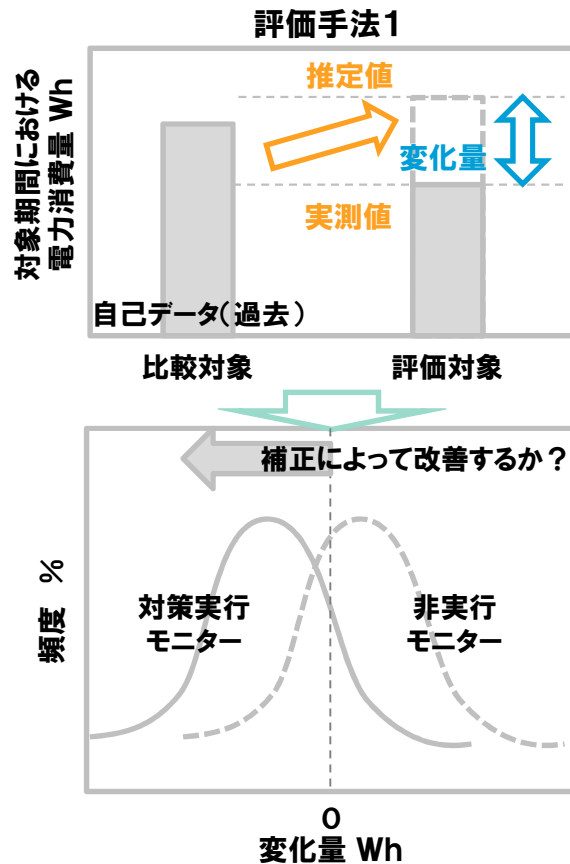 評価手法1
対象期間における
電力消費量 Wh
推定値
変化量
実測値
自己データ(過去)
比較対象
評価対象
補正によって改善するか？
頻度 %
対策実行
モニター
非実行
モニター
0
変化量 Wh